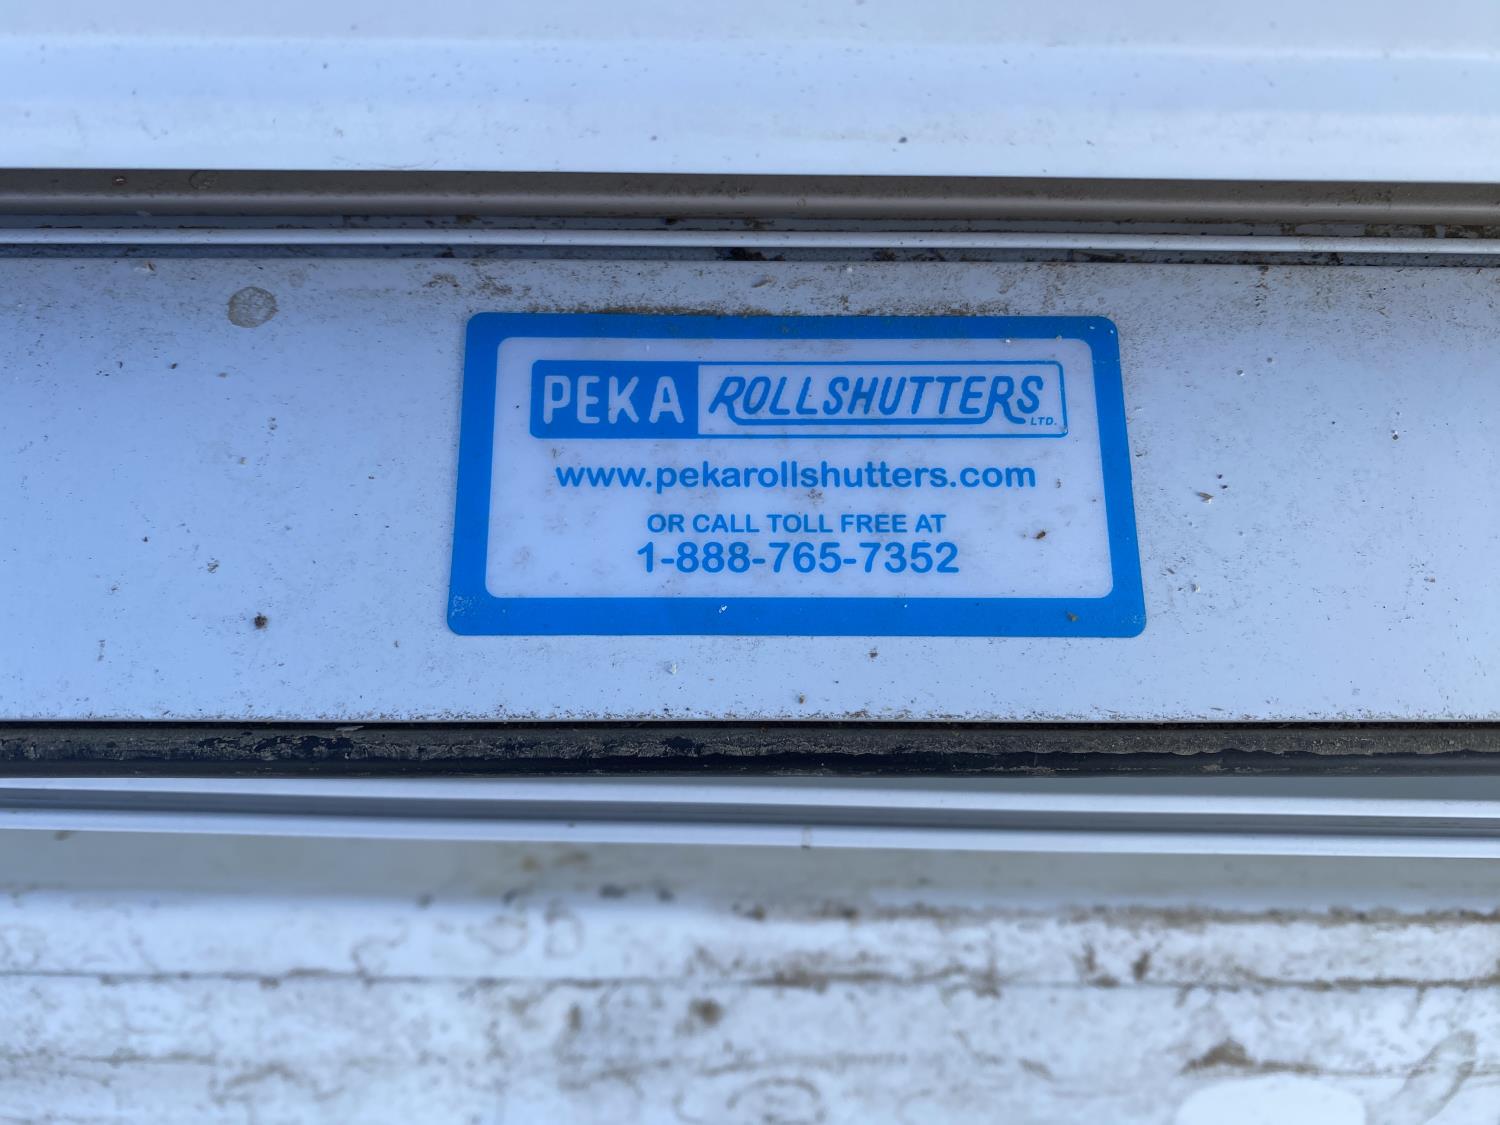 PEKA ROLLSHUTTERS LTD.
www.pekarollshutters.com
OR CALL TOLL FREE AT
1-888-765-7352